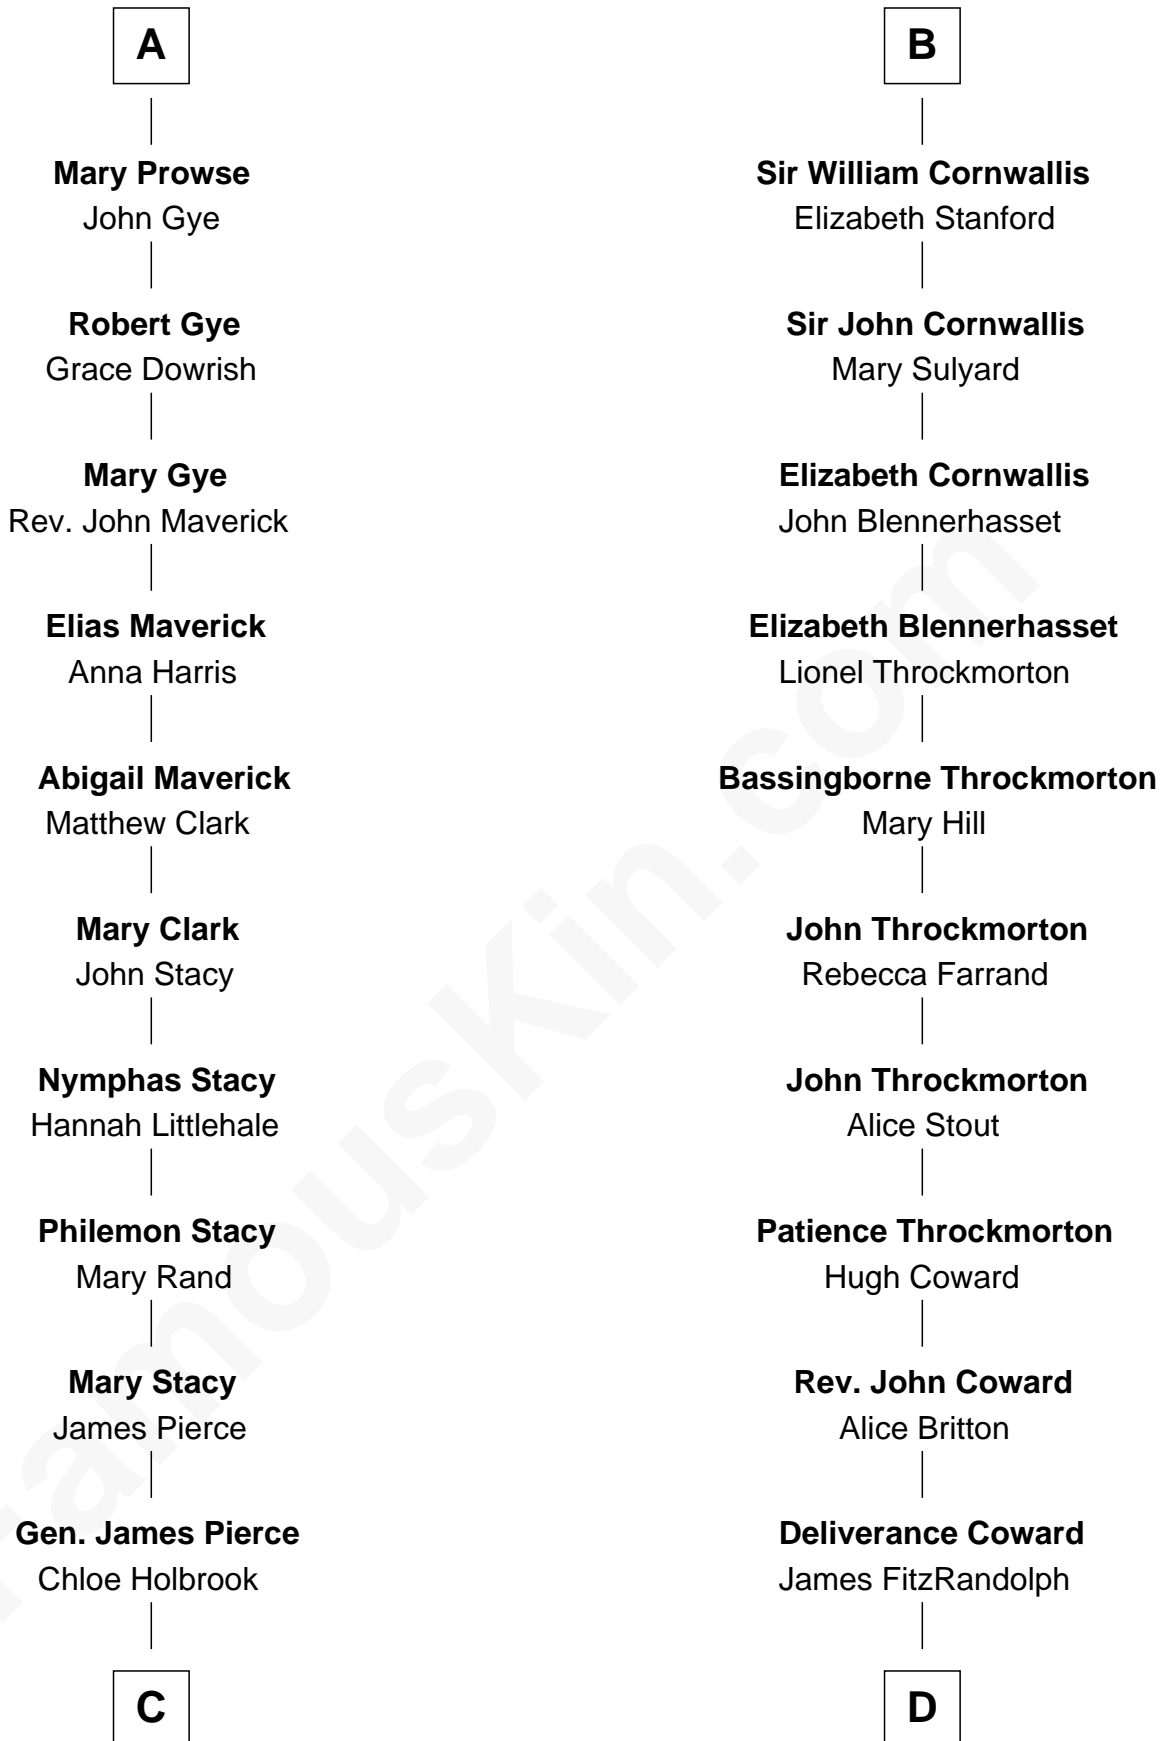 A
Mary Prowse
John Gye
Robert Gye
Grace Dowrish
Mary Gye
Rev. John Maverick
Elias Maverick
Anna Harris
Abigail Maverick
Matthew Clark
Mary Clark
John Stacy
Nymphas Stacy
Hannah Littlehale
Philemon Stacy
Mary Rand
Mary Stacy
James Pierce
Gen. James Pierce
Chloe Holbrook
C
B
Sir William Cornwallis
Elizabeth Stanford
Sir John Cornwallis
Mary Sulyard
Elizabeth Cornwallis
John Blennerhasset
Elizabeth Blennerhasset
Lionel Throckmorton
Bassingborne Throckmorton
Mary Hill
John Throckmorton
Rebecca Farrand
John Throckmorton
Alice Stout
Patience Throckmorton
Hugh Coward
Rev. John Coward
Alice Britton
Deliverance Coward
James FitzRandolph
D
FamousKin.com